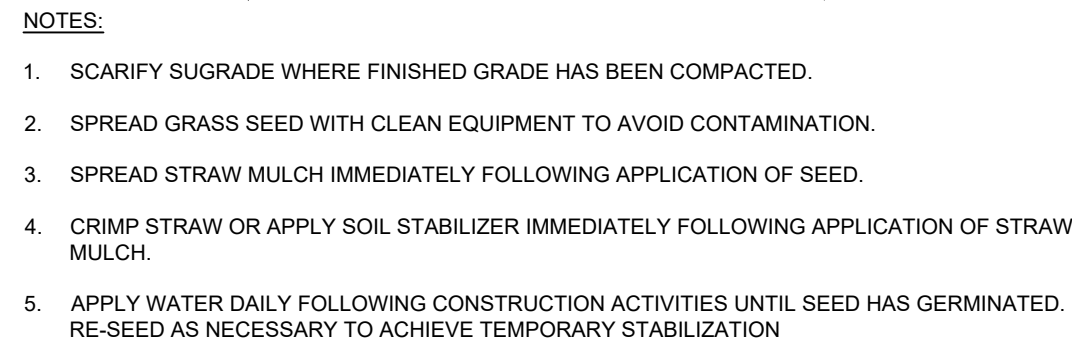 NOTES:
1. SCARIFY SUGRADE WHERE FINISHED GRADE HAS BEEN COMPACTED.
2. SPREAD GRASS SEED WITH CLEAN EQUIPMENT TO AVOID CONTAMINATION.
3. SPREAD STRAW MULCH IMMEDIATELY FOLLOWING APPLICATION OF SEED.
4. CRIMP STRAW OR APPLY SOIL STABILIZER IMMEDIATELY FOLLOWING APPLICATION OF STRAW
MULCH.
5. APPLY WATER DAILY FOLLOWING CONSTRUCTION ACTIVITIES UNTIL SEED HAS GERMINATED.
RE-SEED AS NECESSARY TO ACHIEVE TEMPORARY STABILIZATION